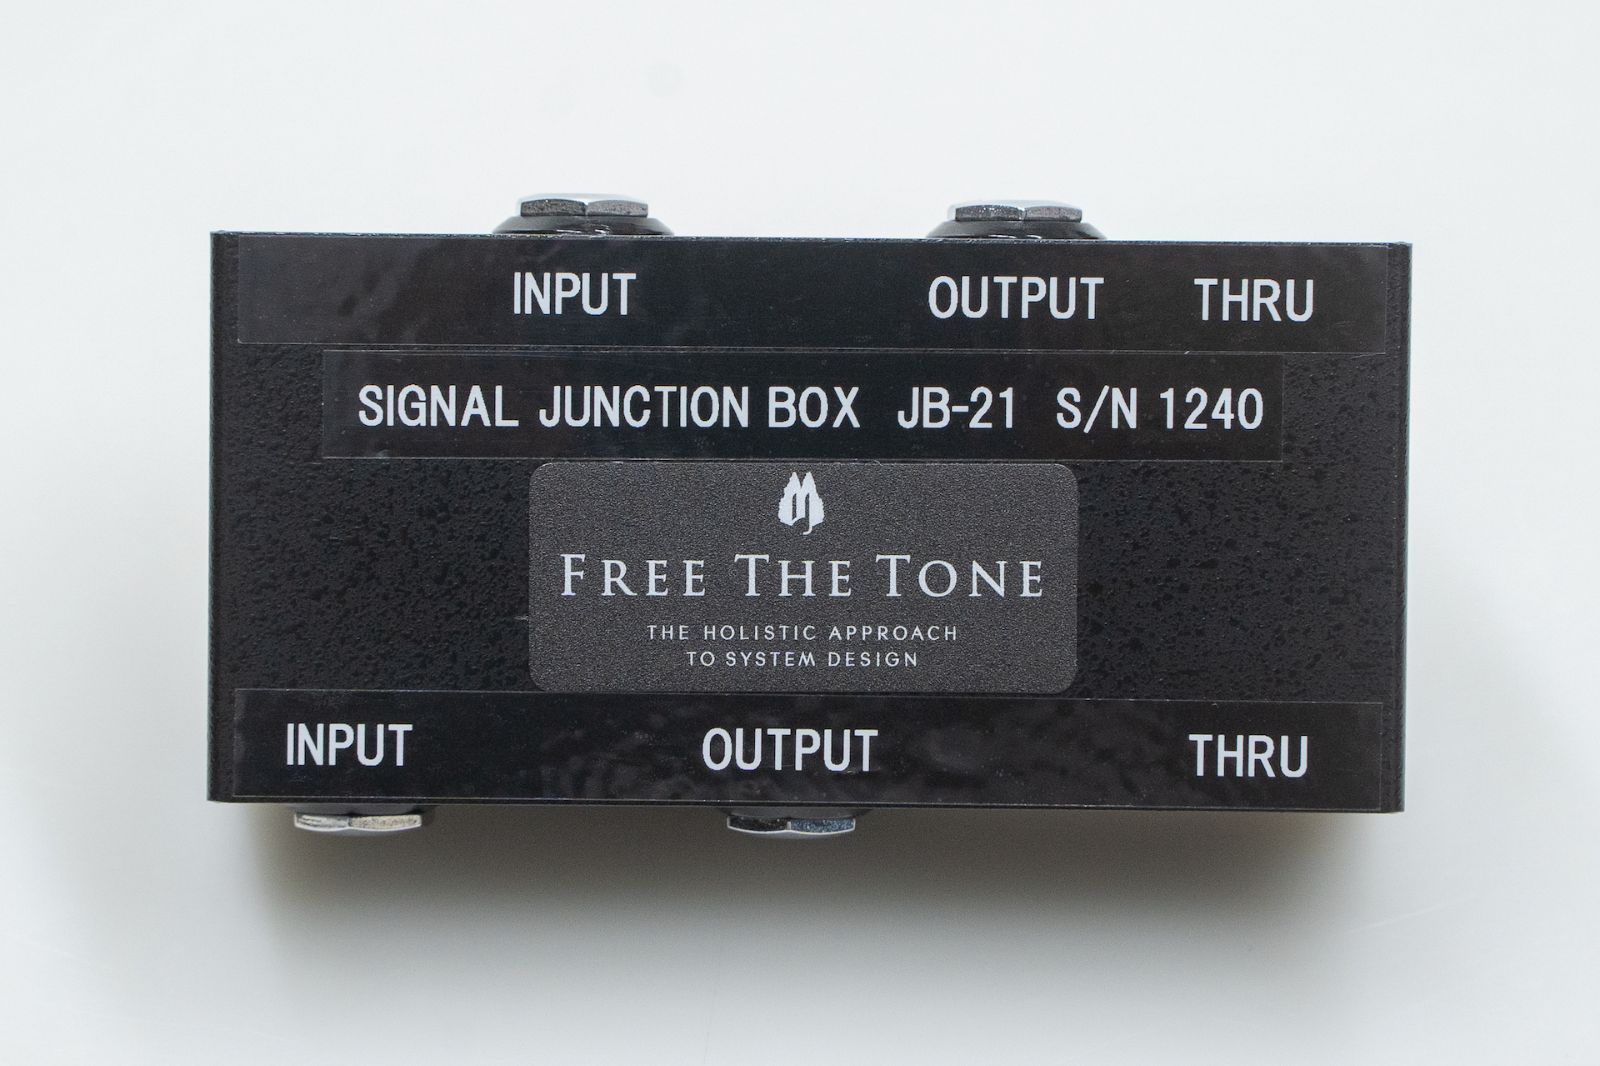 INPUT OUTPUT THRU
SIGNAL JUNCTION BOX JB-21 S/N 1240
FREE THE TONE
THE HOLISTIC APPROACH
TO SYSTEM DESIGN
INPUT OUTPUT THRU